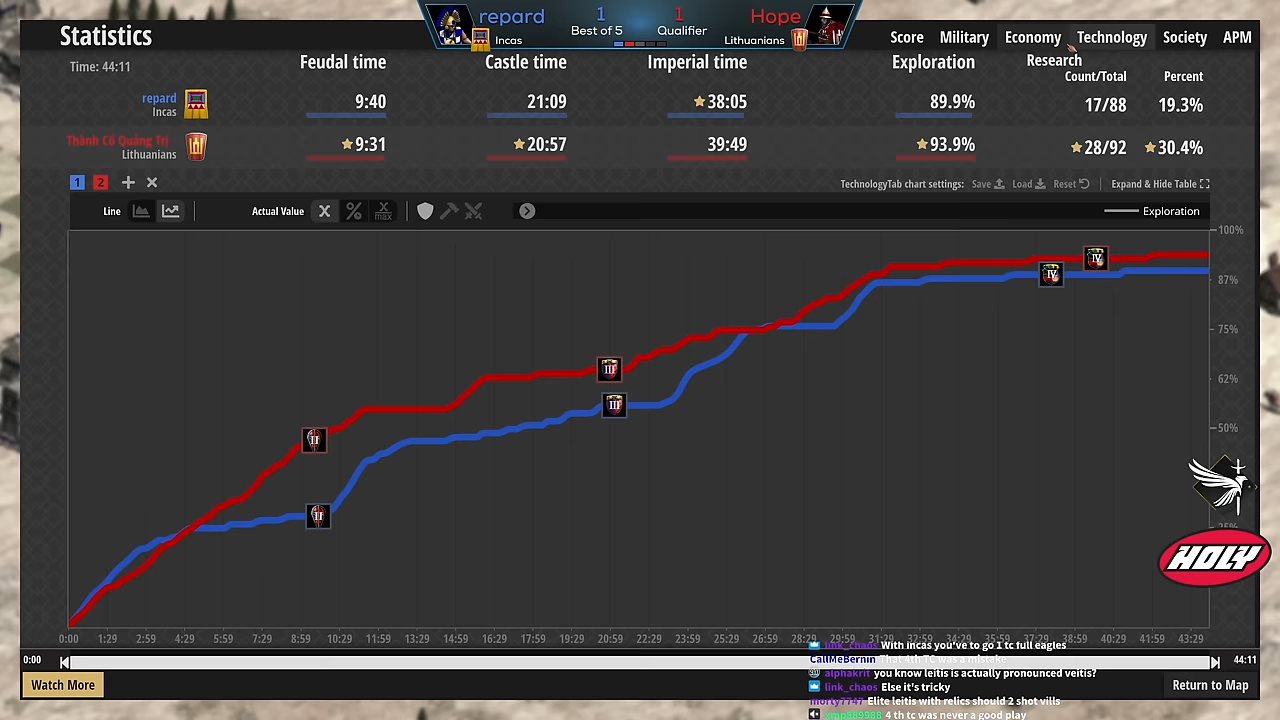 repard 1 1 Hope
Best of 5 Qualifier
Incas Lithuanians
Statistics Score Military Economy Technology Society APM
Time: 44:11 Feudal time Castle time Imperial time Exploration Research
Count/Total Percent
repard 9:40 21:09 38:05 89.9% 17/88 19.3%
Incas
Thành Cổ Quảng Trị 9:31 20:57 39:49 93.9% 28/92 30.4%
Lithuanians
1 2 TechnologyTab chart settings: Save Load Reset Expand & Hide Table
Line Actual Value X % X max Exploration
100%
IV
IV
87%
75%
III
62%
III
II
50%
II
25%
HOLY
0:00 1:29 2:59 4:29 5:59 7:29 8:59 10:29 11:59 13:29 14:59 16:29 17:59 19:29 20:59 22:29 23:59 25:29 26:59 28:29 29:59 31:29 32:59 34:29 35:59 37:29 38:59 40:29 41:59 43:29
link_chaos With incas you've to go 1 tc full eagles
0:00 CallMeBernin That 4th TC was a mistake 44:11
alphakrit you know leitis is actually pronounced veitis?
Watch More link_chaos Else it's tricky Return to Map
morty7747 Elite leitis with relics should 2 shot vills
4 th tc was never a good play